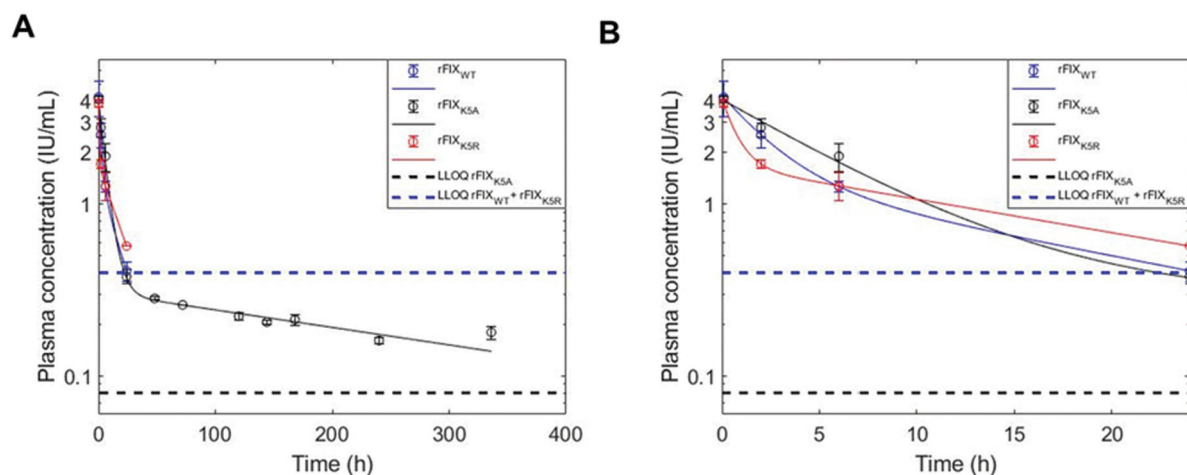 A
Plasma concentration (IU/mL)
4
3
2
1
0.1
0
100
200
300
400
Time (h)
rFIXWT
rFIXK5A
rFIXK5R
LLOQ rFIXK5A
LLOQ rFIXWT + rFIXK5R
B
Plasma concentration (IU/mL)
4
3
2
1
0.1
0
5
10
15
20
Time (h)
rFIXWT
rFIXK5A
rFIXK5R
LLOQ rFIXK5A
LLOQ rFIXWT + rFIXK5R